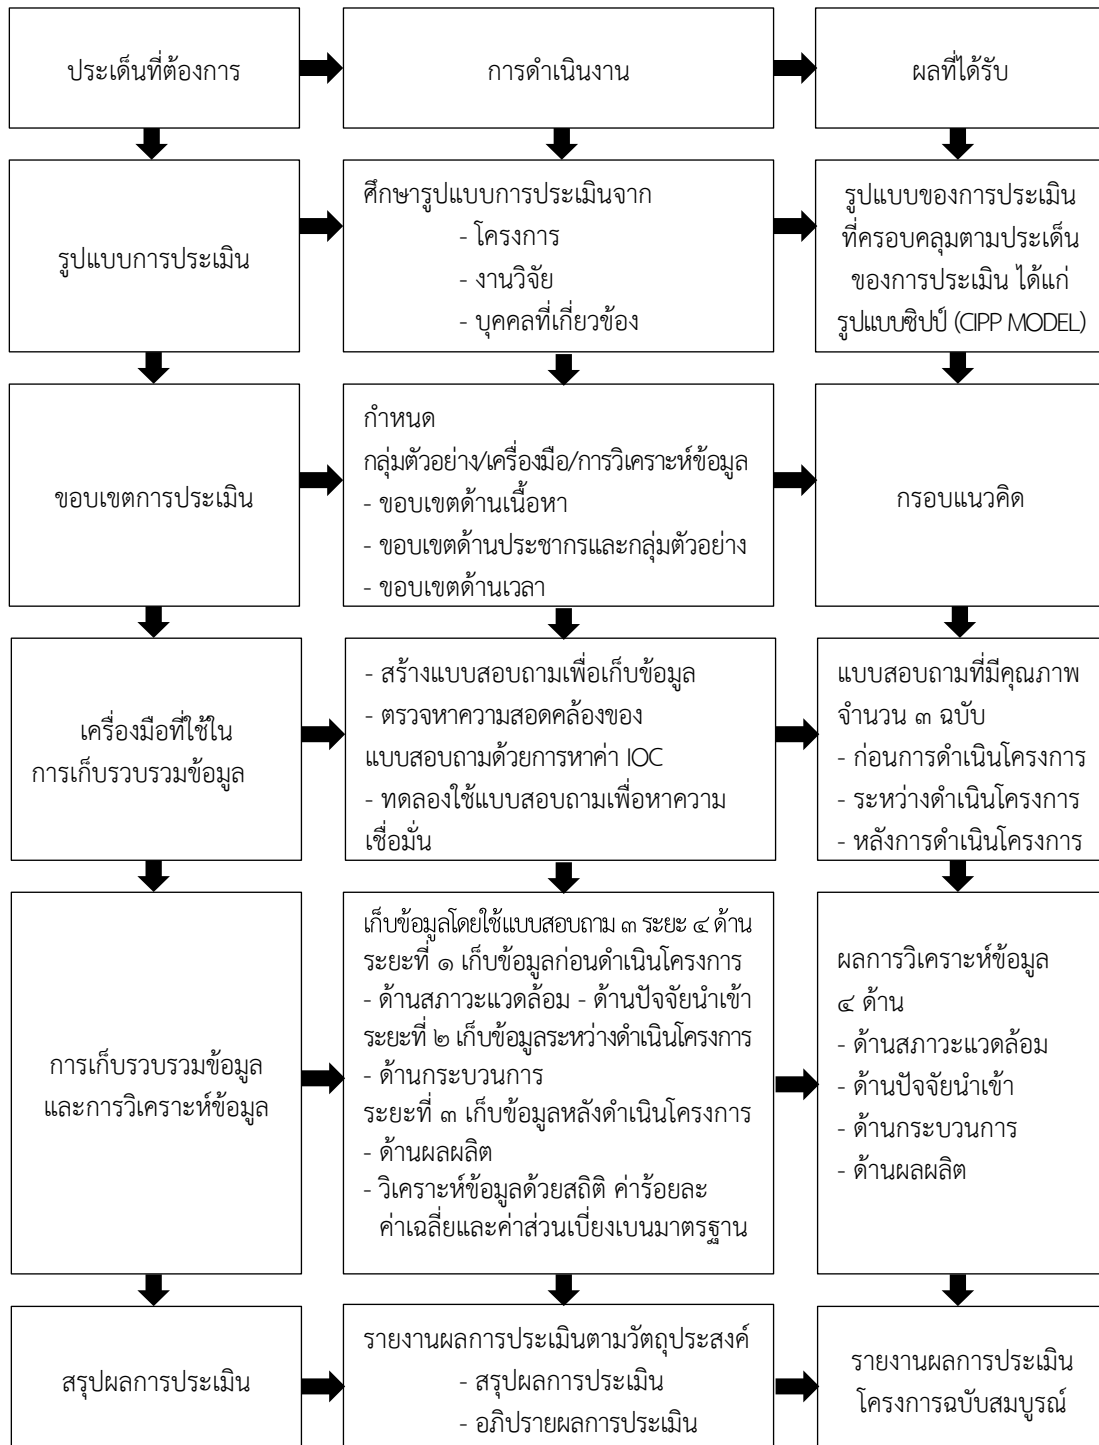 ประเด็นที่ต้องการ
การดำเนินงาน
ผลที่ได้รับ
รูปแบบการประเมิน
ศึกษารูปแบบการประเมินจาก
- โครงการ
- งานวิจัย
- บุคคลที่เกี่ยวข้อง
รูปแบบของการประเมิน
ที่ครอบคลุมตามประเด็น
ของการประเมิน ได้แก่
รูปแบบซิปป์ (CIPP MODEL)
ขอบเขตการประเมิน
กำหนด
กลุ่มตัวอย่าง/เครื่องมือ/การวิเคราะห์ข้อมูล
- ขอบเขตด้านเนื้อหา
- ขอบเขตด้านประชากรและกลุ่มตัวอย่าง
- ขอบเขตด้านเวลา
กรอบแนวคิด
เครื่องมือที่ใช้ใน
การเก็บรวบรวมข้อมูล
- สร้างแบบสอบถามเพื่อเก็บข้อมูล
- ตรวจหาความสอดคล้องของ
แบบสอบถามด้วยการหาค่า IOC
- ทดลองใช้แบบสอบถามเพื่อหาความ
เชื่อมั่น
แบบสอบถามที่มีคุณภาพ
จำนวน ๓ ฉบับ
- ก่อนการดำเนินโครงการ
- ระหว่างดำเนินโครงการ
- หลังการดำเนินโครงการ
การเก็บรวบรวมข้อมูล
และการวิเคราะห์ข้อมูล
เก็บข้อมูลโดยใช้แบบสอบถาม ๓ ระยะ ๔ ด้าน
ระยะที่ ๑ เก็บข้อมูลก่อนดำเนินโครงการ
- ด้านสภาวะแวดล้อม - ด้านปัจจัยนำเข้า
ระยะที่ ๒ เก็บข้อมูลระหว่างดำเนินโครงการ
- ด้านกระบวนการ
ระยะที่ ๓ เก็บข้อมูลหลังดำเนินโครงการ
- ด้านผลผลิต
- วิเคราะห์ข้อมูลด้วยสถิติ ค่าร้อยละ
ค่าเฉลี่ยและค่าส่วนเบี่ยงเบนมาตรฐาน
ผลการวิเคราะห์ข้อมูล
๔ ด้าน
- ด้านสภาวะแวดล้อม
- ด้านปัจจัยนำเข้า
- ด้านกระบวนการ
- ด้านผลผลิต
สรุปผลการประเมิน
รายงานผลการประเมินตามวัตถุประสงค์
- สรุปผลการประเมิน
- อภิปรายผลการประเมิน
รายงานผลการประเมิน
โครงการฉบับสมบูรณ์